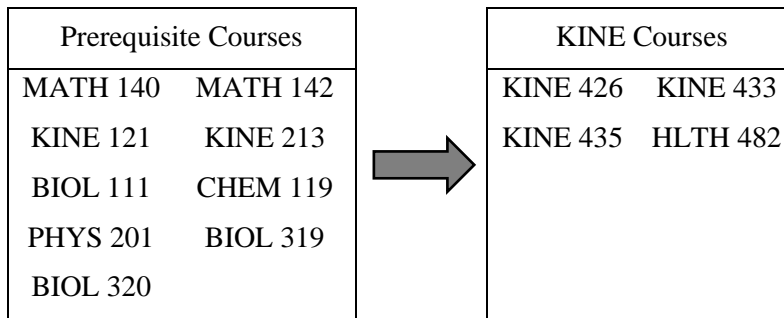 Prerequisite Courses
MATH 140 MATH 142
KINE 121 KINE 213
BIOL 111 CHEM 119
PHYS 201 BIOL 319
BIOL 320
KINE Courses
KINE 426 KINE 433
KINE 435 HLTH 482